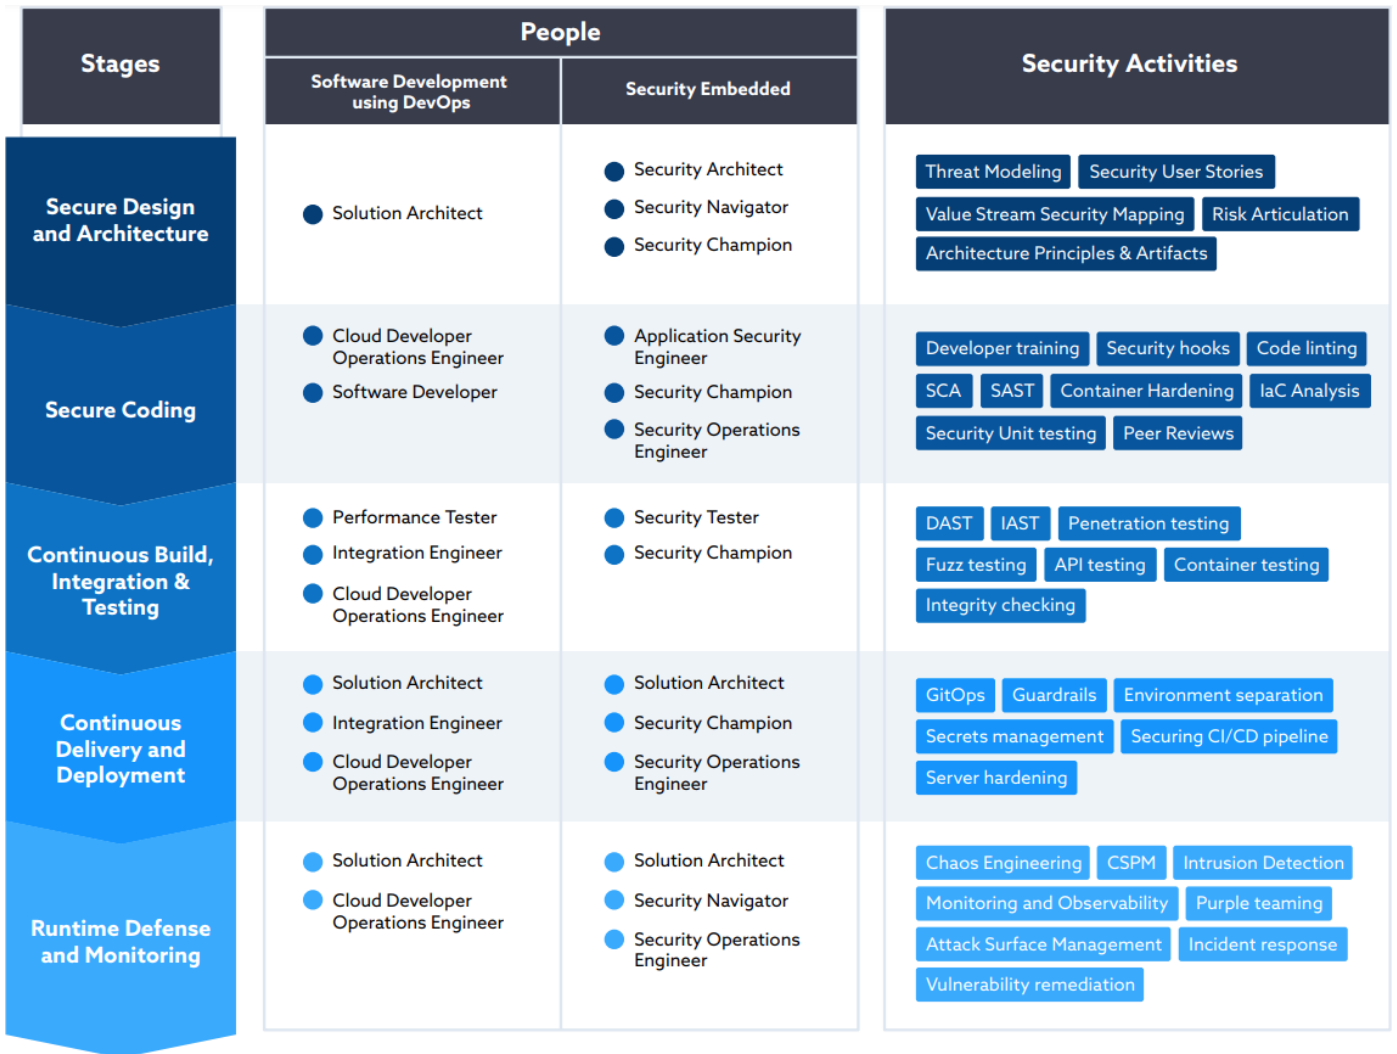 Stages
People
Software Development
using DevOps
Security Embedded
Security Activities
Secure Design
and Architecture
Solution Architect
Security Architect
Security Navigator
Security Champion
Threat Modeling
Security User Stories
Value Stream Security Mapping
Risk Articulation
Architecture Principles & Artifacts
Secure Coding
Cloud Developer
Operations Engineer
Software Developer
Application Security
Engineer
Security Champion
Security Operations
Engineer
Developer training
Security hooks
Code linting
SCA
SAST
Container Hardening
IaC Analysis
Security Unit testing
Peer Reviews
Continuous Build,
Integration &
Testing
Performance Tester
Integration Engineer
Cloud Developer
Operations Engineer
Security Tester
Security Champion
DAST
IAST
Penetration testing
Fuzz testing
API testing
Container testing
Integrity checking
Continuous
Delivery and
Deployment
Solution Architect
Integration Engineer
Cloud Developer
Operations Engineer
Solution Architect
Security Champion
Security Operations
Engineer
GitOps
Guardrails
Environment separation
Secrets management
Securing CI/CD pipeline
Server hardening
Runtime Defense
and Monitoring
Solution Architect
Cloud Developer
Operations Engineer
Solution Architect
Security Navigator
Security Operations
Engineer
Chaos Engineering
CSPM
Intrusion Detection
Monitoring and Observability
Purple teaming
Attack Surface Management
Incident response
Vulnerability remediation